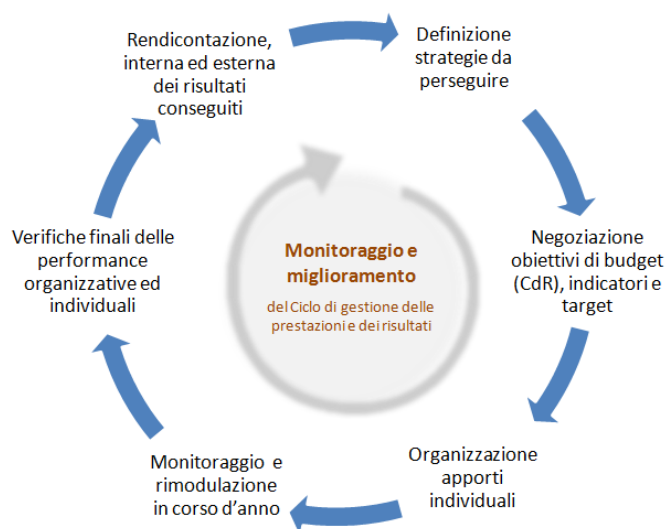 Definizione
strategie da
perseguire
Negoziazione
obiettivi di budget
(CdR), indicatori e
target
Organizzazione
apporti
individuali
Monitoraggio e
rimodulazione
in corso d'anno
Verifiche finali delle
performance
organizzative ed
individuali
Rendicontazione,
interna ed esterna
dei risultati
conseguiti
Monitoraggio e
miglioramento
del Ciclo di gestione delle
prestazioni e dei risultati